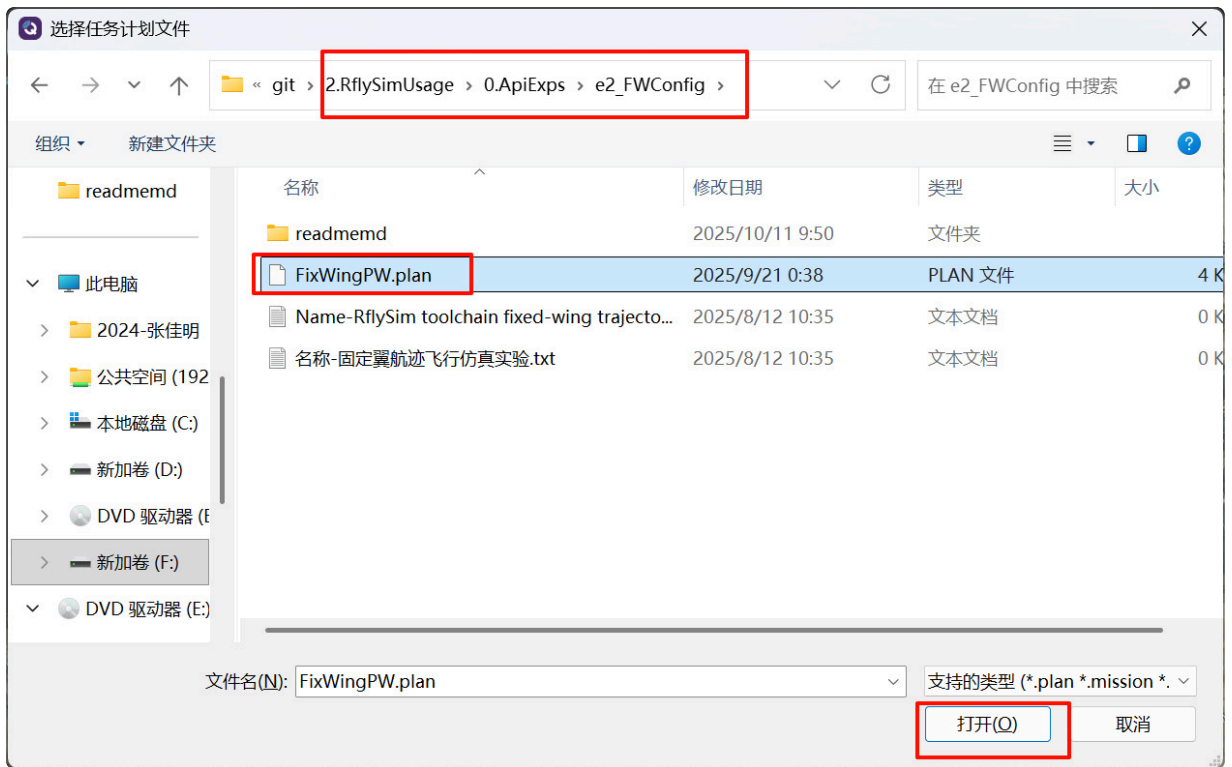 选择任务计划文件
« git › 2.RflySimUsage › 0.ApiExps › e2_FWConfig ›
在 e2_FWConfig 中搜索
组织
新建文件夹
readmemd
此电脑
2024-张佳明
公共空间 (192
本地磁盘 (C:)
新加卷 (D:)
DVD 驱动器 (E
新加卷 (F:)
DVD 驱动器 (E:)
名称 修改日期 类型 大小
readmemd 2025/10/11 9:50 文件夹
FixWingPW.plan 2025/9/21 0:38 PLAN 文件 4 K
Name-RflySim toolchain fixed-wing trajecto... 2025/8/12 10:35 文本文档 0 K
名称-固定翼航迹飞行仿真实验.txt 2025/8/12 10:35 文本文档 0 K
文件名(N): FixWingPW.plan
支持的类型 (*.plan *.mission *.
打开(O) 取消